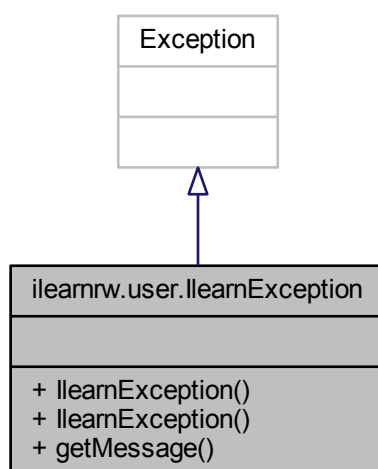 Exception
ilearnrw.user.IlearnException
+ IlearnException()
+ IlearnException()
+ getMessage()